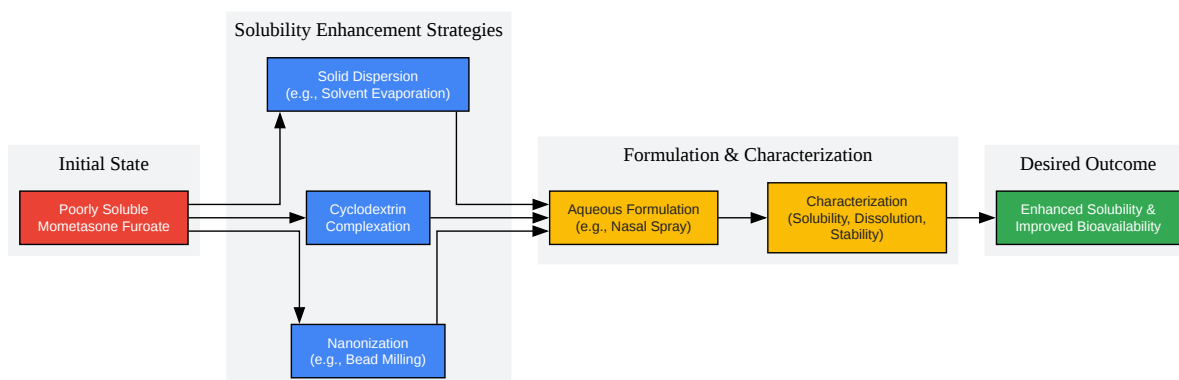 Solubility Enhancement Strategies
Solid Dispersion
(e.g., Solvent Evaporation)
Initial State
Poorly Soluble
Mometasone Furoate
Cyclodextrin
Complexation
Nanonization
(e.g., Bead Milling)
Formulation & Characterization
Aqueous Formulation
(e.g., Nasal Spray)
Characterization
(Solubility, Dissolution,
Stability)
Desired Outcome
Enhanced Solubility &
Improved Bioavailability